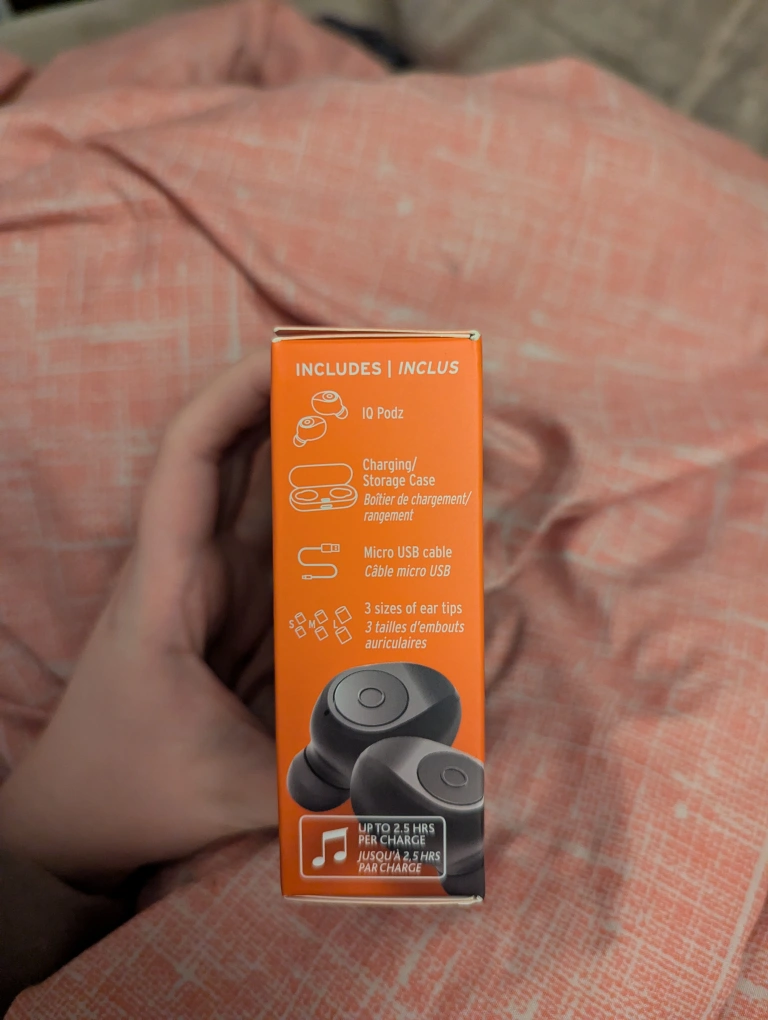 INCLUDES | INCLUS
IQ Podz
Charging/
Storage Case
Boîtier de chargement/
rangement
Micro USB cable
Câble micro USB
S M L
3 sizes of ear tips
3 tailles d'embouts
auriculaires
UP TO 2.5 HRS
PER CHARGE
JUSQU'À 2,5 HRS
PAR CHARGE